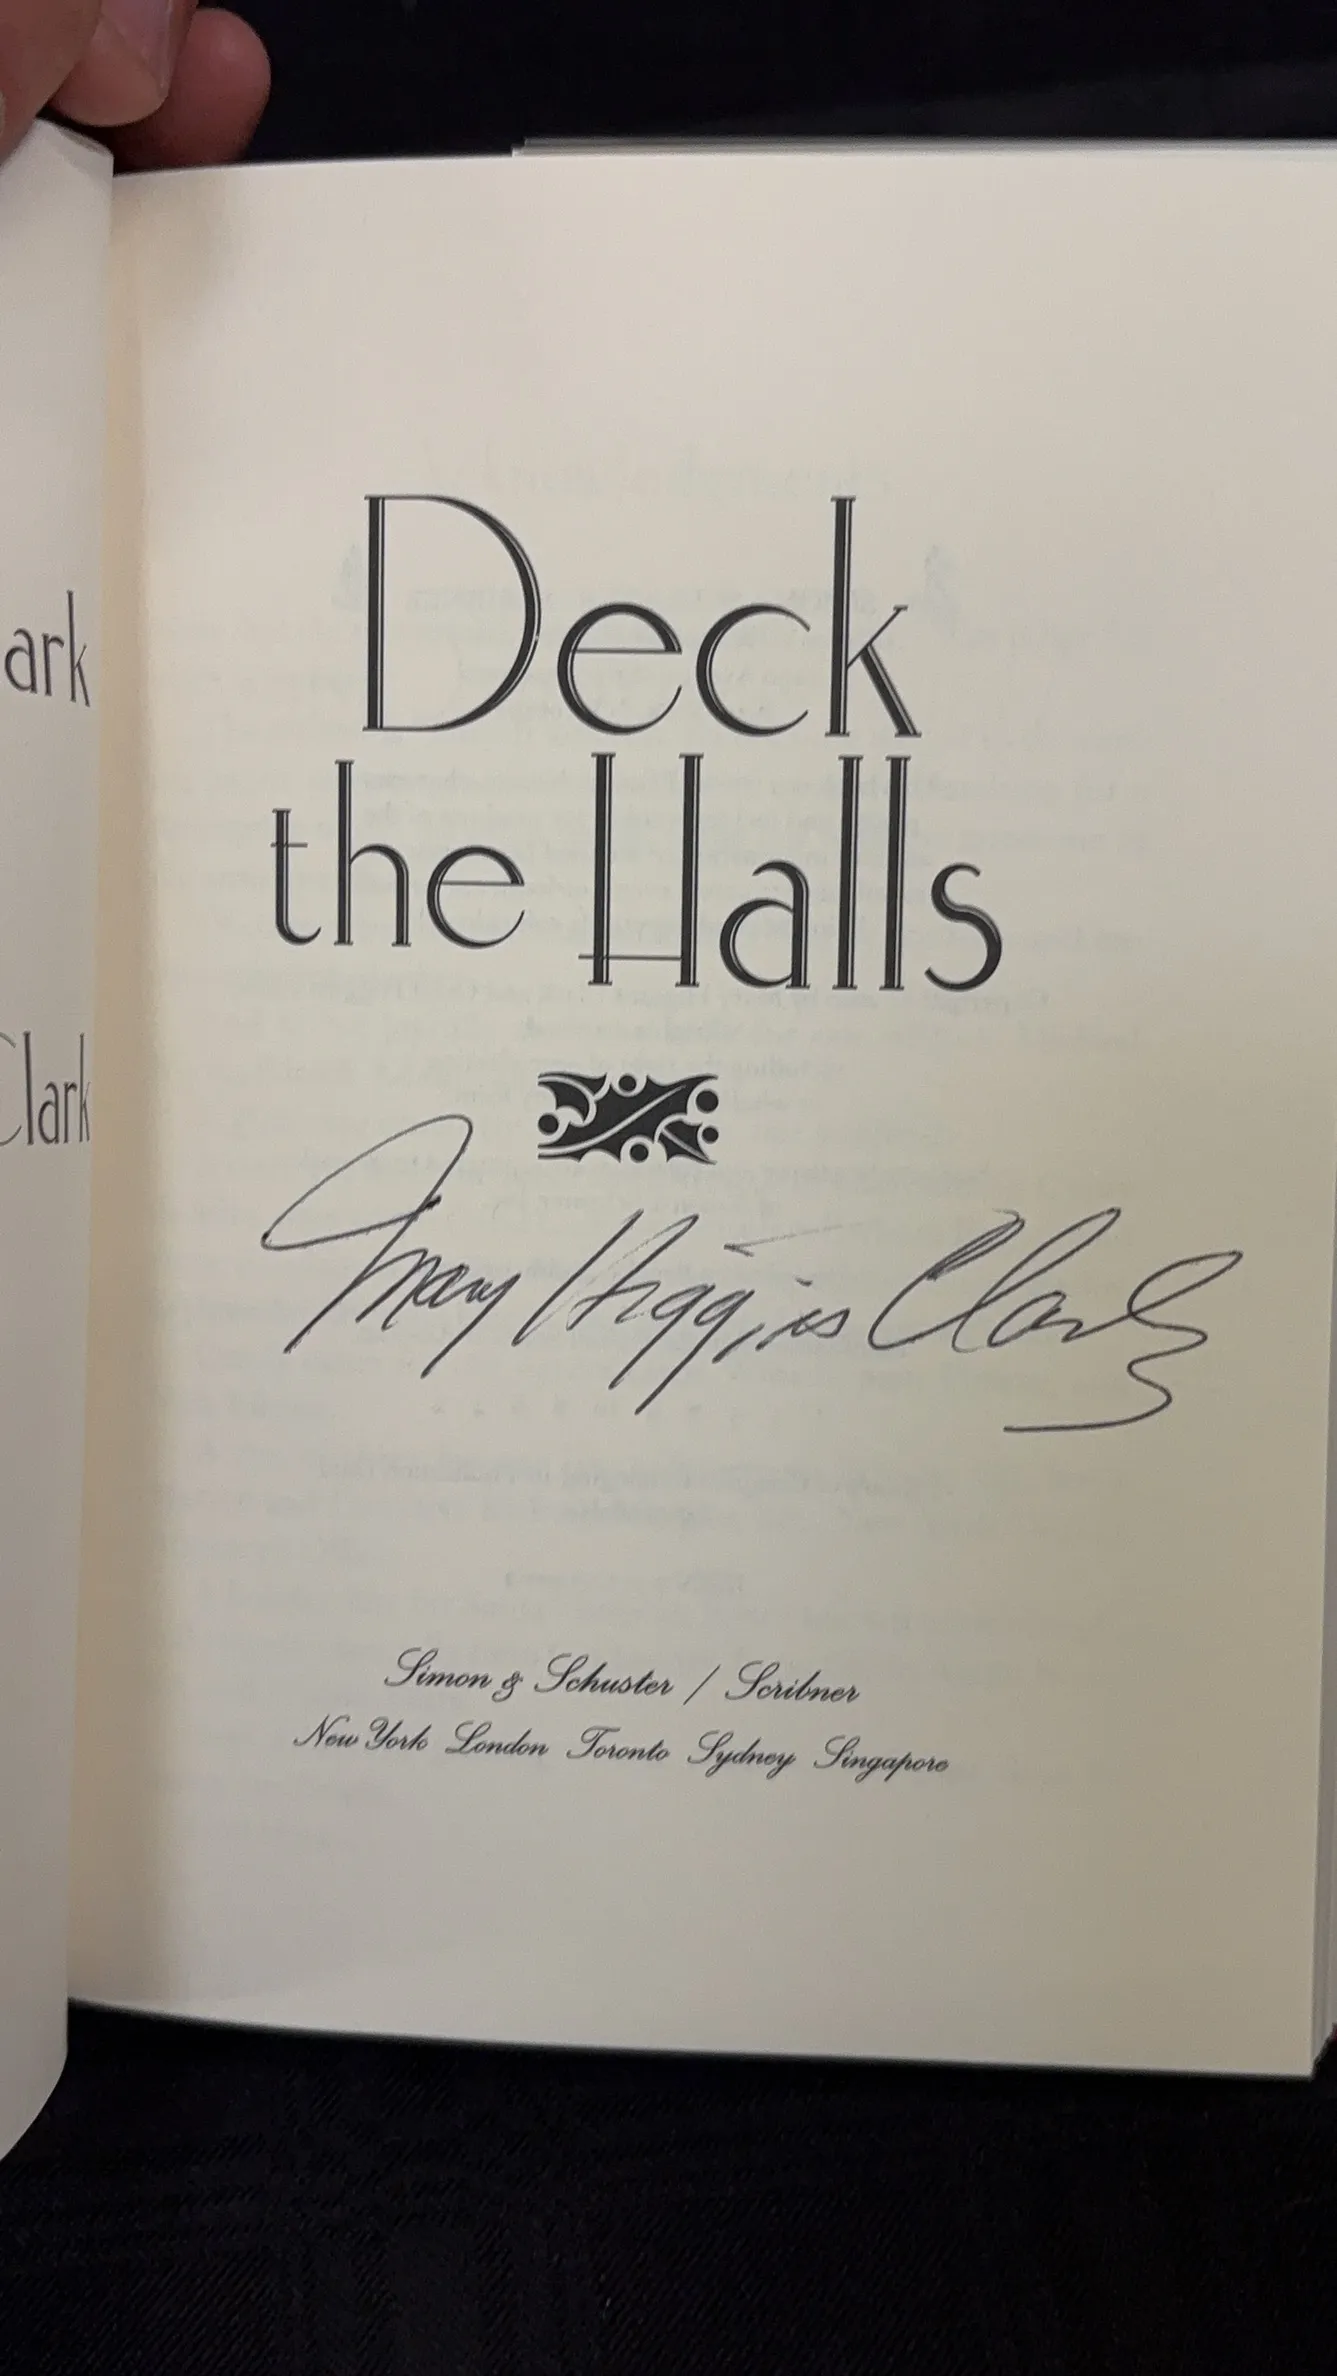 ark
Clark
Deck
the Halls
Mary Higgins Clark
Simon & Schuster / Scribner
New York London Toronto Sydney Singapore